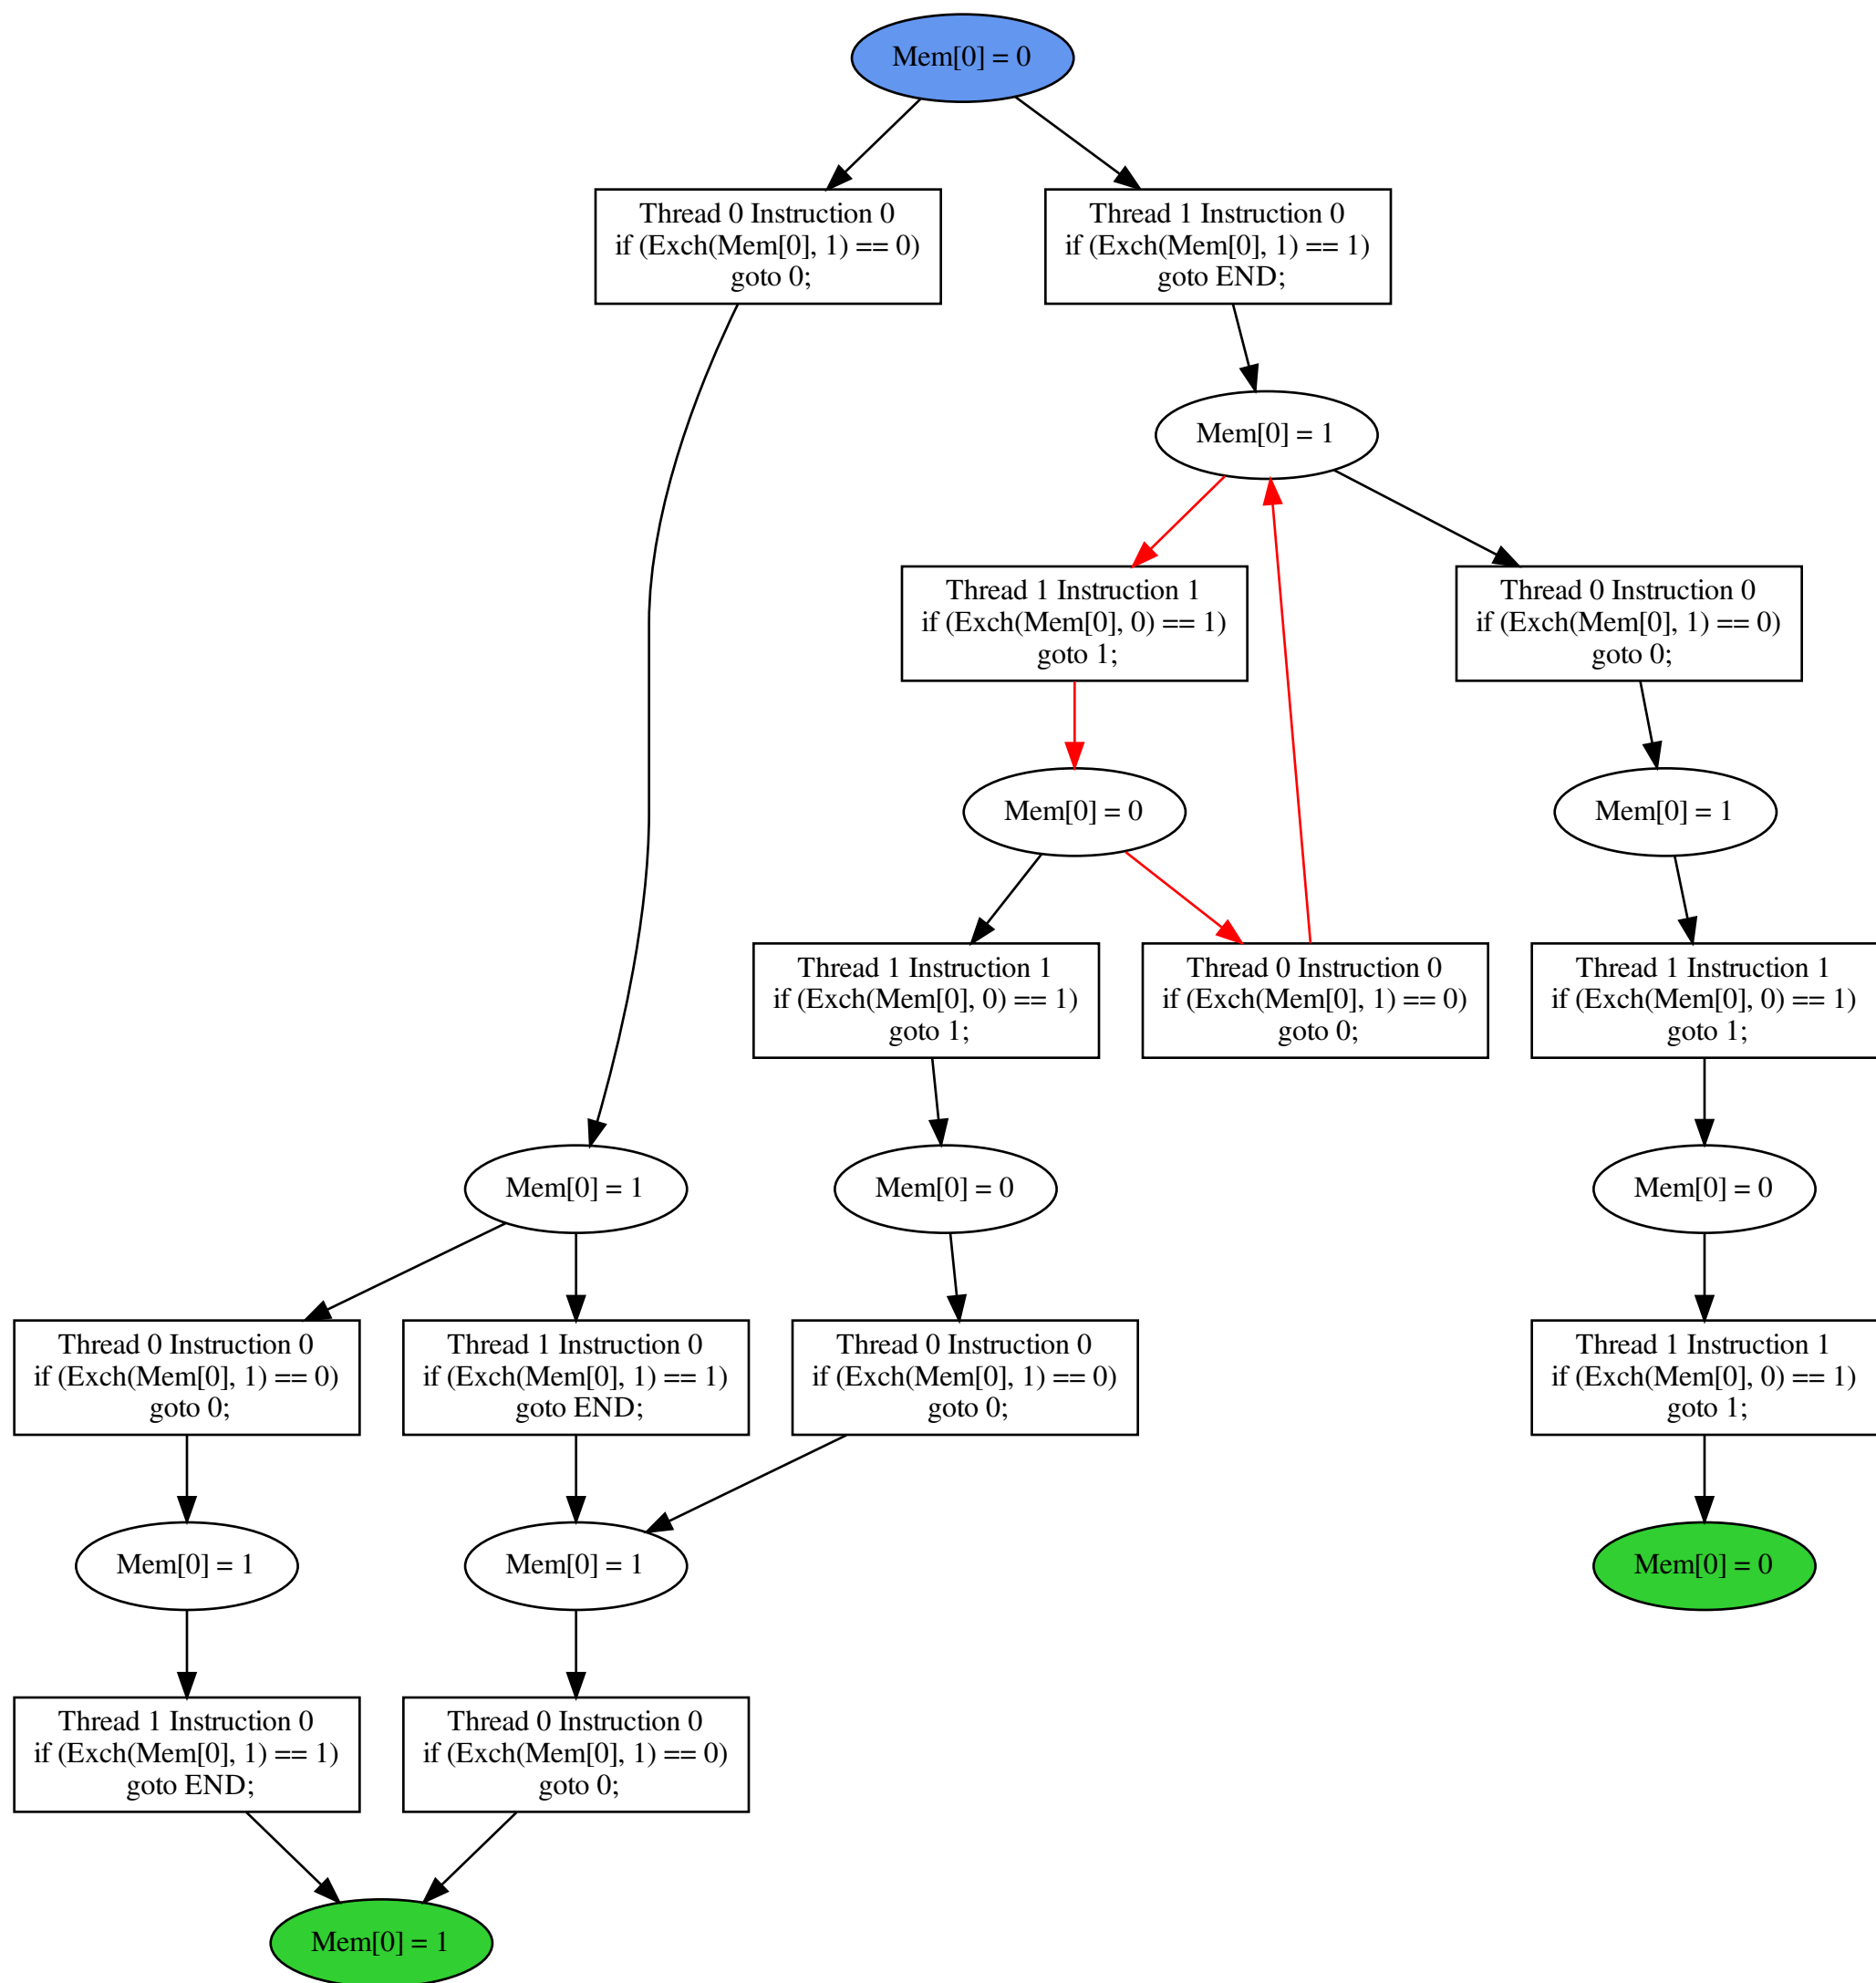 Mem[0] = 0
Thread 0 Instruction 0
if (Exch(Mem[0], 1) == 0)
goto 0;
Thread 1 Instruction 0
if (Exch(Mem[0], 1) == 1)
goto END;
Mem[0] = 1
Thread 1 Instruction 1
if (Exch(Mem[0], 0) == 1)
goto 1;
Thread 0 Instruction 0
if (Exch(Mem[0], 1) == 0)
goto 0;
Mem[0] = 0
Mem[0] = 1
Thread 1 Instruction 1
if (Exch(Mem[0], 0) == 1)
goto 1;
Thread 0 Instruction 0
if (Exch(Mem[0], 1) == 0)
goto 0;
Thread 1 Instruction 1
if (Exch(Mem[0], 0) == 1)
goto 1;
Mem[0] = 1
Mem[0] = 0
Mem[0] = 0
Thread 0 Instruction 0
if (Exch(Mem[0], 1) == 0)
goto 0;
Thread 1 Instruction 0
if (Exch(Mem[0], 1) == 1)
goto END;
Thread 0 Instruction 0
if (Exch(Mem[0], 1) == 0)
goto 0;
Thread 1 Instruction 1
if (Exch(Mem[0], 0) == 1)
goto 1;
Mem[0] = 1
Mem[0] = 1
Mem[0] = 0
Thread 1 Instruction 0
if (Exch(Mem[0], 1) == 1)
goto END;
Thread 0 Instruction 0
if (Exch(Mem[0], 1) == 0)
goto 0;
Mem[0] = 1